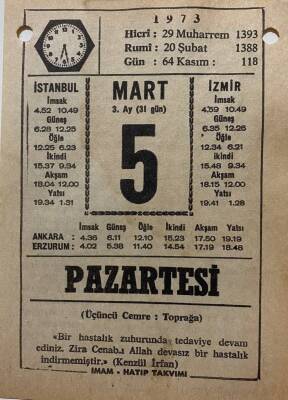 1973
Hicrî : 29 Muharrem 1393
Rumî : 20 Şubat 1388
Gün : 64 Kasım : 118
İSTANBUL
İmsak
4.52 10.49
Güneş
6.28 12.25
Öğle
12.25 6.23
İkindi
15.37 9.34
Akşam
18.04 12.00
Yatsı
19.34 1.31
MART
3. Ay (31 gün)
5
İZMİR
İmsak
4.59 10.49
Güneş
6.35 12.25
Öğle
12.34 6.21
İkindi
15.48 9.34
Akşam
18.15 12.00
Yatsı
19.41 1.28
İmsak Güneş Öğle İkindi Akşam Yatsı
ANKARA : 4.36 6.11 12.10 15.23 17.50 19.19
ERZURUM : 4.02 5.38 11.40 14.54 17.19 18.48
PAZARTESİ
(Üçüncü Cemre : Toprağa)
«Bir hastalık zuhurunda tedaviye devam
ediniz. Zira Cenab-ı Allah devasız bir hastalık
indirmemiştir.» (Kenzül İrfan)
İMAM - HATİP TAKVİMİ